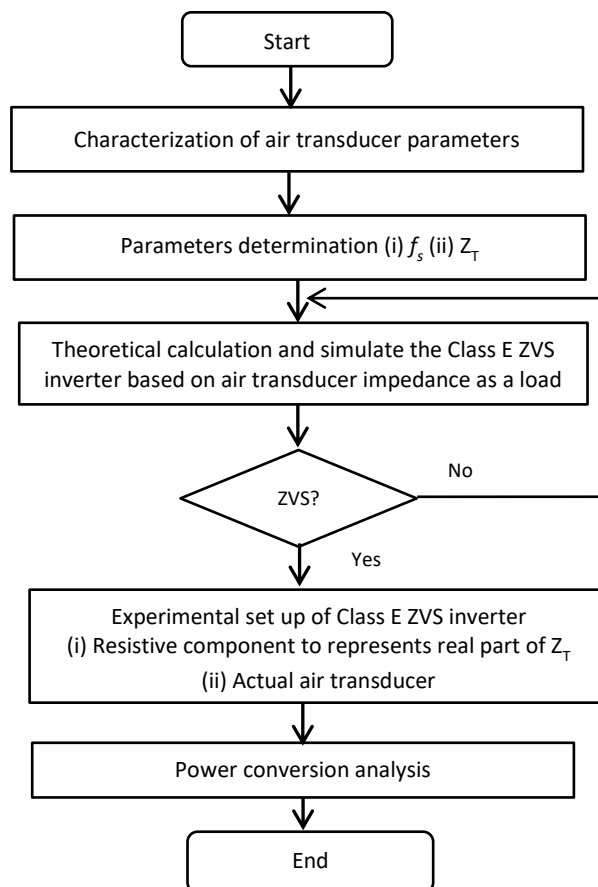 Start
Characterization of air transducer parameters
Parameters determination (i) fs (ii) ZT
Theoretical calculation and simulate the Class E ZVS
inverter based on air transducer impedance as a load
ZVS?
No
Yes
Experimental set up of Class E ZVS inverter
(i) Resistive component to represents real part of ZT
(ii) Actual air transducer
Power conversion analysis
End